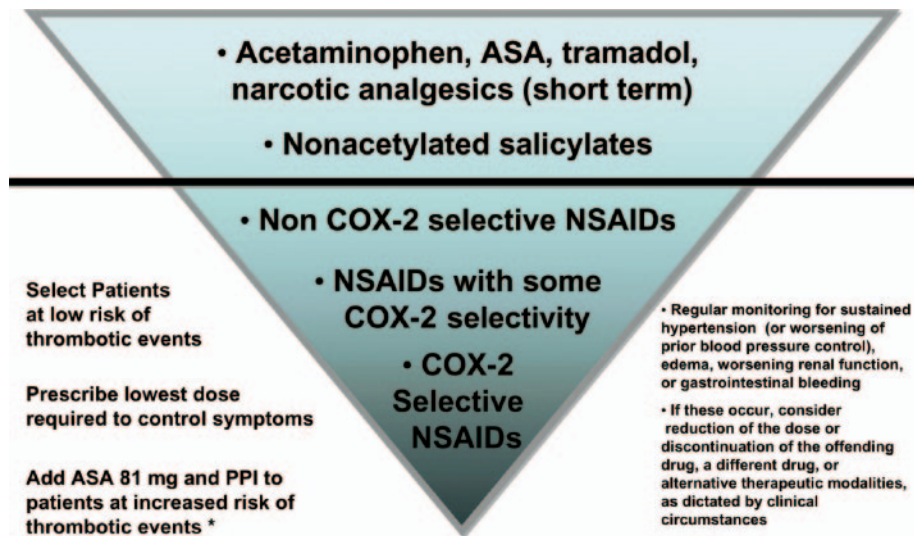 • Acetaminophen, ASA, tramadol,
narcotic analgesics (short term)
• Nonacetylated salicylates
• Non COX-2 selective NSAIDs
• NSAIDs with some
COX-2 selectivity
• COX-2
Selective
NSAIDs
Select Patients
at low risk of
thrombotic events
Prescribe lowest dose
required to control symptoms
Add ASA 81 mg and PPI to
patients at increased risk of
thrombotic events *
• Regular monitoring for sustained
hypertension (or worsening of
prior blood pressure control),
edema, worsening renal function,
or gastrointestinal bleeding
• If these occur, consider
reduction of the dose or
discontinuation of the offending
drug, a different drug, or
alternative therapeutic modalities,
as dictated by clinical
circumstances